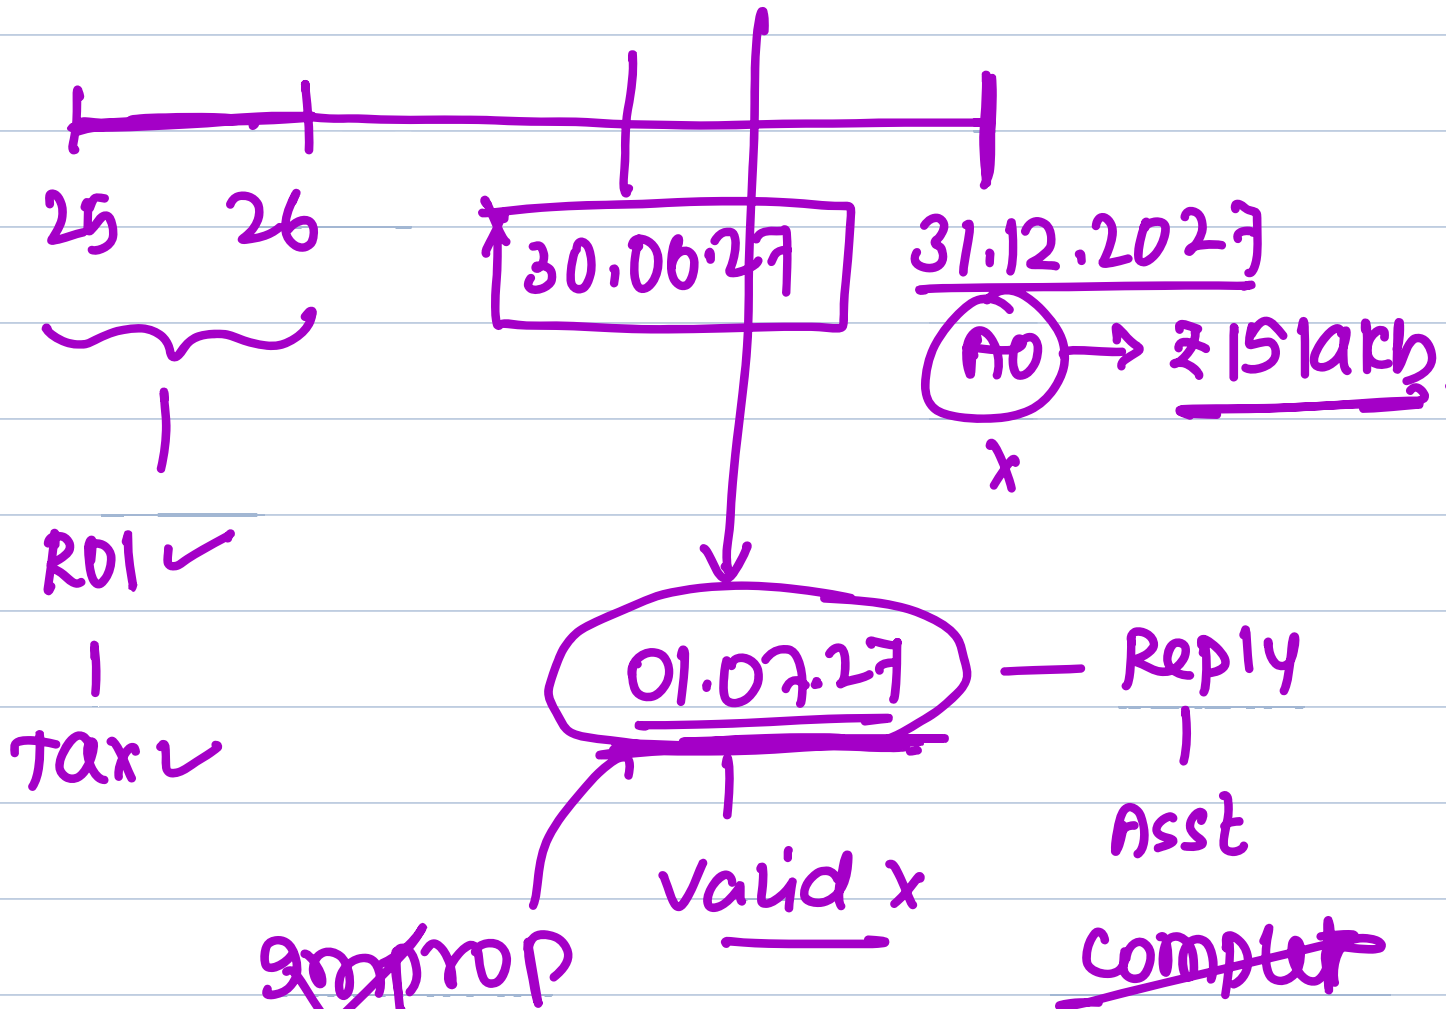 25 26 30.06.27 31.12.2027
AO → ₹15 lakh
x
ROI ✓
01.07.27 — Reply
Tax ✓
Asst
Valid x